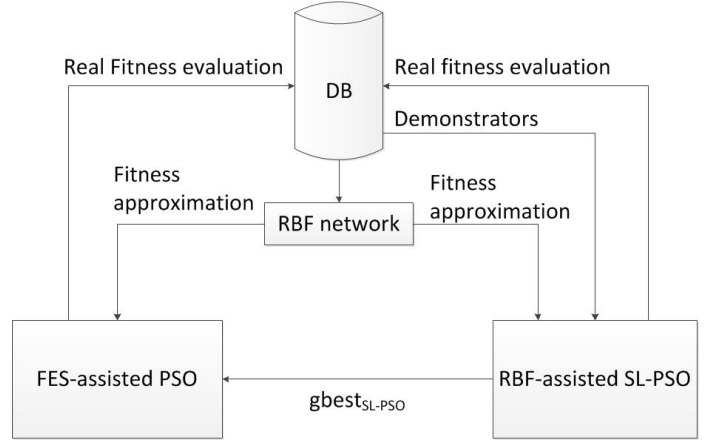 Real Fitness evaluation
Real fitness evaluation
DB
Demonstrators
Fitness
approximation
Fitness
approximation
RBF network
FES-assisted PSO
RBF-assisted SL-PSO
gbestSL-PSO